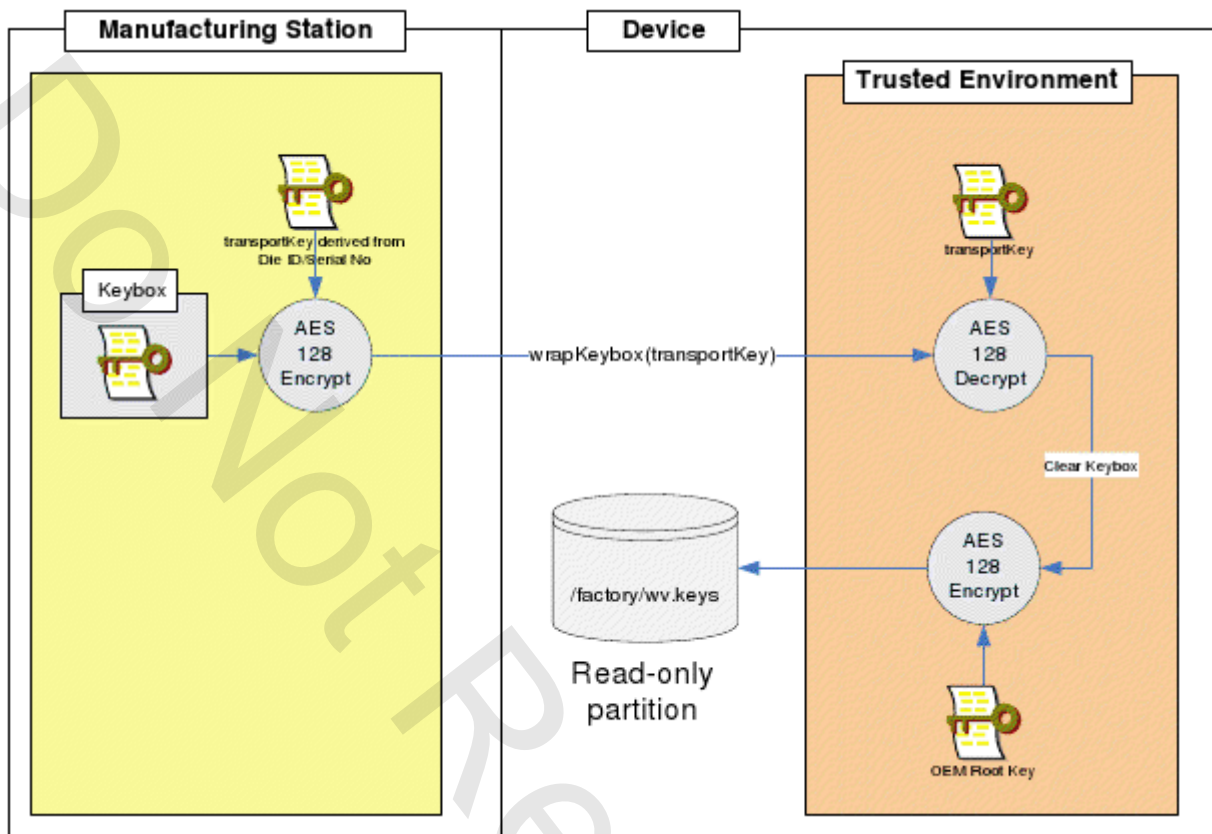 Manufacturing Station
Device
Trusted Environment
transportKey derived from
Die ID/Serial No
transportKey
Keybox
AES
128
Encrypt
wrapKeybox(transportKey)
AES
128
Decrypt
Clear Keybox
AES
128
Encrypt
/factory/wv.keys
Read-only
partition
OEM Root Key
Do Not Re